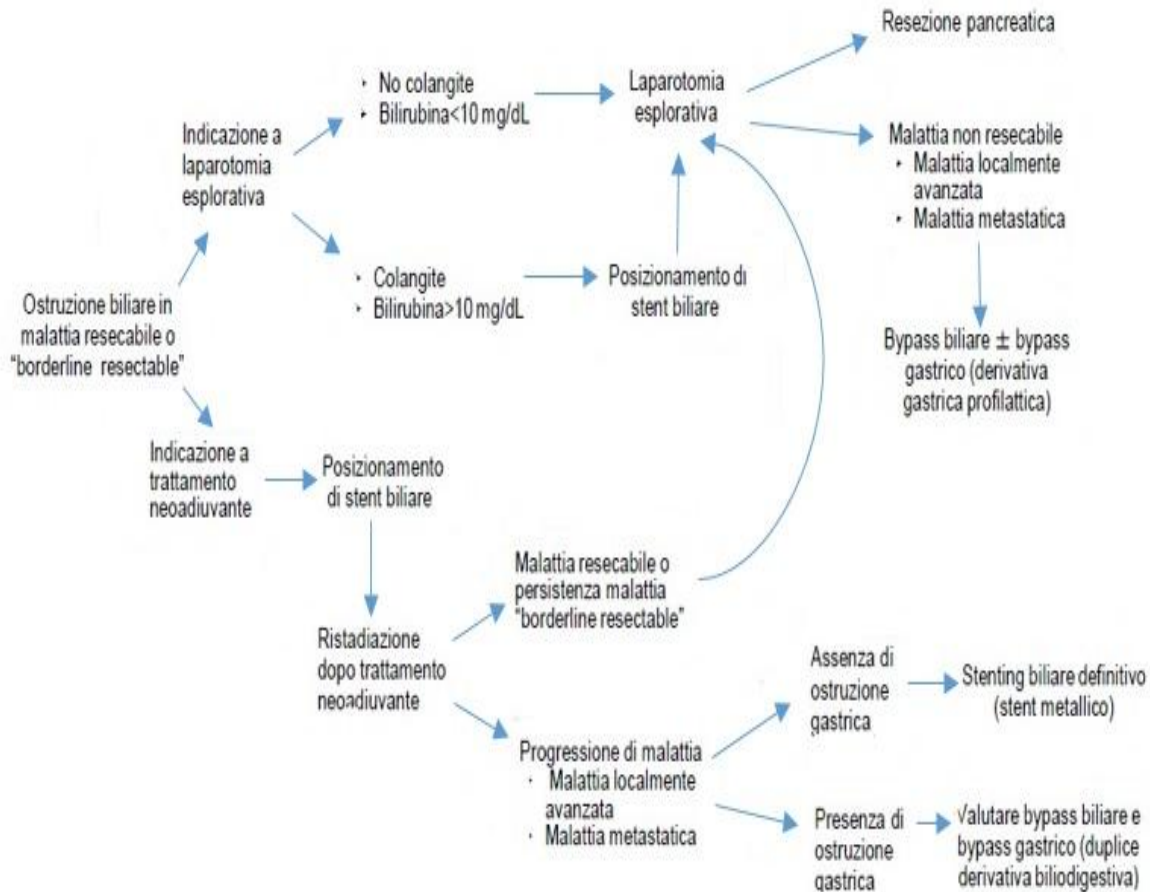 Ostruzione biliare in
malattia resecabile o
“borderline resectable”
Indicazione a
laparotomia
esplorativa
‣ No colangite
‣ Bilirubina<10 mg/dL
‣ Colangite
‣ Bilirubina>10 mg/dL
Posizionamento di
stent biliare
Laparotomia
esplorativa
Resezione pancreatica
Malattia non resecabile
‣ Malattia localmente
avanzata
‣ Malattia metastatica
Bypass biliare ± bypass
gastrico (derivativa
gastrica profilattica)
Indicazione a
trattamento
neoadiuvante
Posizionamento
di stent biliare
Ristadiazione
dopo trattamento
neoadiuvante
Malattia resecabile o
persistenza malattia
“borderline resectable”
Progressione di malattia
· Malattia localmente
avanzata
· Malattia metastatica
Assenza di
ostruzione
gastrica
Stenting biliare definitivo
(stent metallico)
Presenza di
ostruzione
gastrica
Valutare bypass biliare e
bypass gastrico (duplice
derivativa biliodigestiva)